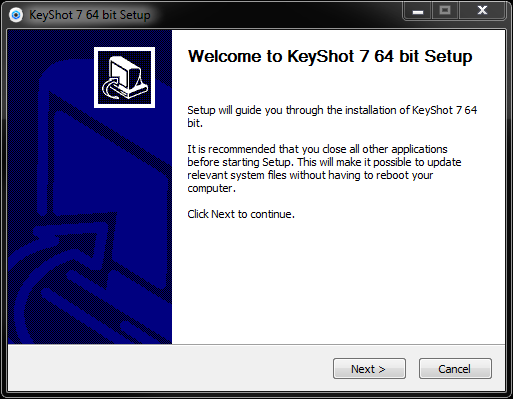 KeyShot 7 64 bit Setup
Welcome to KeyShot 7 64 bit Setup
Setup will guide you through the installation of KeyShot 7 64
bit.
It is recommended that you close all other applications
before starting Setup. This will make it possible to update
relevant system files without having to reboot your
computer.
Click Next to continue.
Next >
Cancel